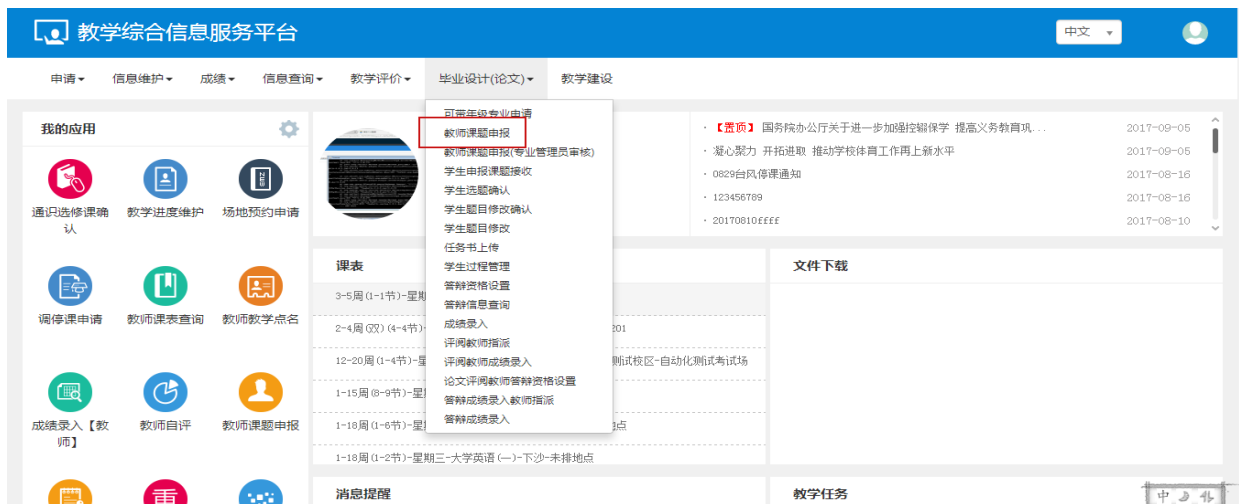 教学综合信息服务平台
中文
申请
信息维护
成绩
信息查询
教学评价
毕业设计(论文)
教学建设
我的应用
通识选修课确认
教学进度维护
场地预约申请
调停课申请
教师课表查询
教师教学点名
成绩录入【教师】
教师自评
教师课题申报
重
可带年级专业申请
教师课题申报
教师课题申报(专业管理员审核)
学生申报课题接收
学生选题确认
学生题目修改确认
学生题目修改
任务书上传
学生过程管理
答辩资格设置
答辩信息查询
成绩录入
评阅教师指派
评阅教师成绩录入
论文评阅教师答辩资格设置
答辩成绩录入教师指派
答辩成绩录入
· 【置顶】国务院办公厅关于进一步加强控辍保学 提高义务教育巩... 2017-09-05
· 凝心聚力 开拓进取 推动学校体育工作再上新水平 2017-09-05
· 0829台风停课通知 2017-08-16
· 123456789 2017-08-16
· 20170810ffff 2017-08-10
课表
3-5周(1-1节)-星期
2-4周(双)(4-4节)- 201
12-20周(1-4节)-星 测试校区-自动化测试考试场
1-15周(8-9节)-星期
1-18周(1-6节)-星期 地点
1-18周(1-2节)-星期三-大学英语(一)-下沙-未排地点
文件下载
消息提醒
教学任务
中